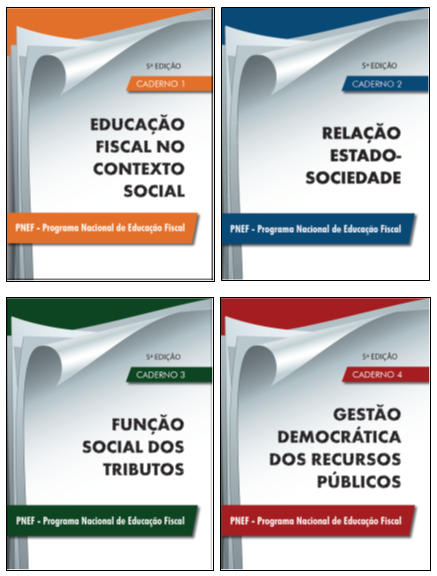 5ª EDIÇÃO
CADERNO 1
EDUCAÇÃO
FISCAL NO
CONTEXTO
SOCIAL
PNEF - Programa Nacional de Educação Fiscal
5ª EDIÇÃO
CADERNO 2
RELAÇÃO
ESTADO-
SOCIEDADE
PNEF - Programa Nacional de Educação Fiscal
5ª EDIÇÃO
CADERNO 3
FUNÇÃO
SOCIAL DOS
TRIBUTOS
PNEF - Programa Nacional de Educação Fiscal
5ª EDIÇÃO
CADERNO 4
GESTÃO
DEMOCRÁTICA
DOS RECURSOS
PÚBLICOS
PNEF - Programa Nacional de Educação Fiscal